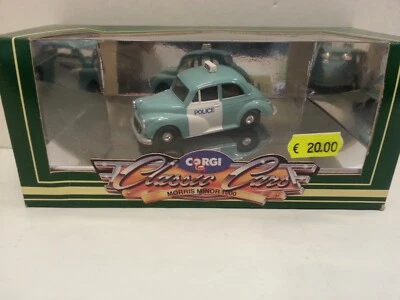 POLICE
€ 20.00
CORGI
Classic Cars
MORRIS MINOR 1000